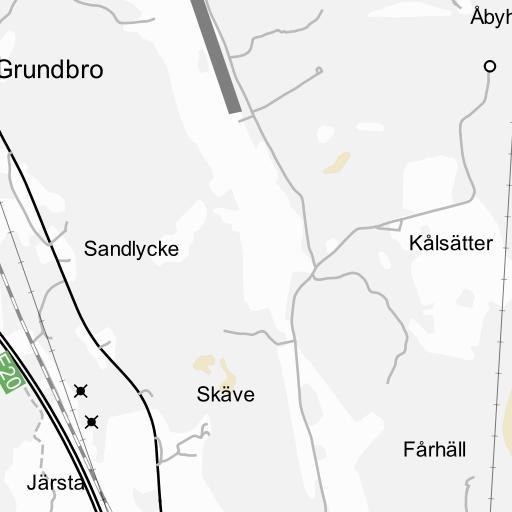 Åbyh
Grundbro
Kålsätter
Sandlycke
E20
Skäve
Fårhäll
Järsta